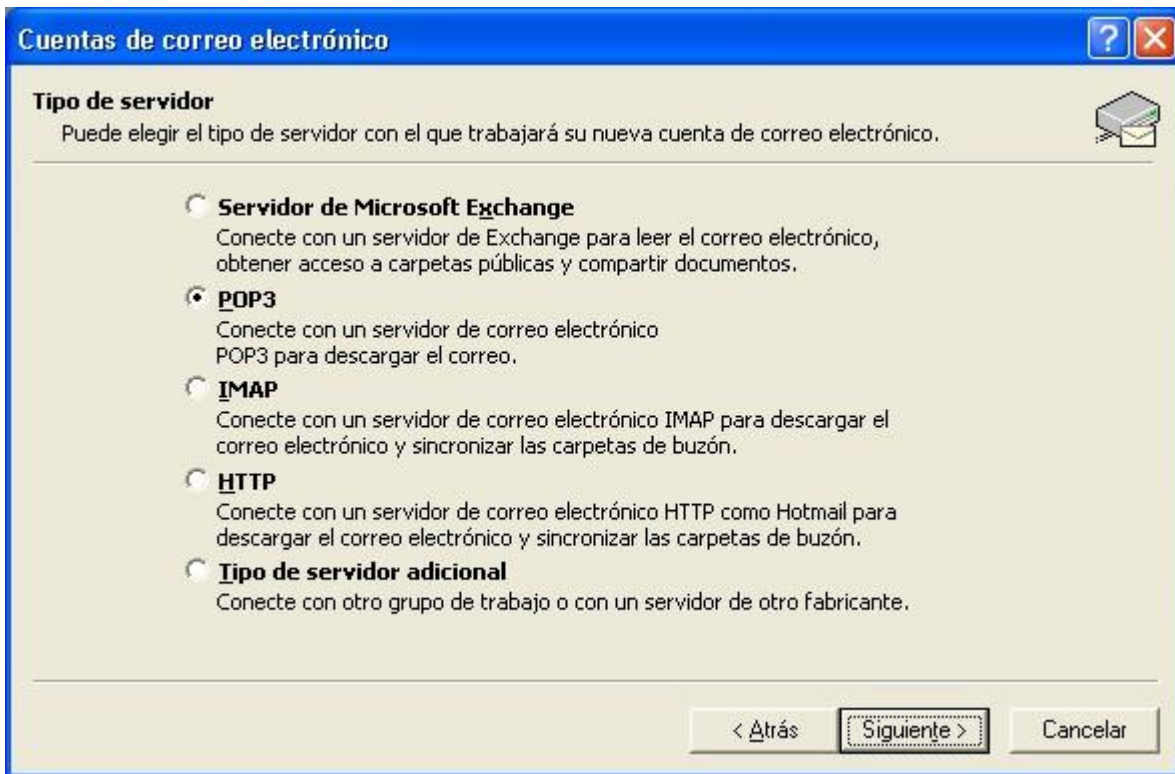 Cuentas de correo electrónico
Tipo de servidor
Puede elegir el tipo de servidor con el que trabajará su nueva cuenta de correo electrónico.
Servidor de Microsoft Exchange
Conecte con un servidor de Exchange para leer el correo electrónico,
obtener acceso a carpetas públicas y compartir documentos.
POP3
Conecte con un servidor de correo electrónico
POP3 para descargar el correo.
IMAP
Conecte con un servidor de correo electrónico IMAP para descargar el
correo electrónico y sincronizar las carpetas de buzón.
HTTP
Conecte con un servidor de correo electrónico HTTP como Hotmail para
descargar el correo electrónico y sincronizar las carpetas de buzón.
Tipo de servidor adicional
Conecte con otro grupo de trabajo o con un servidor de otro fabricante.
< Atrás Siguiente > Cancelar